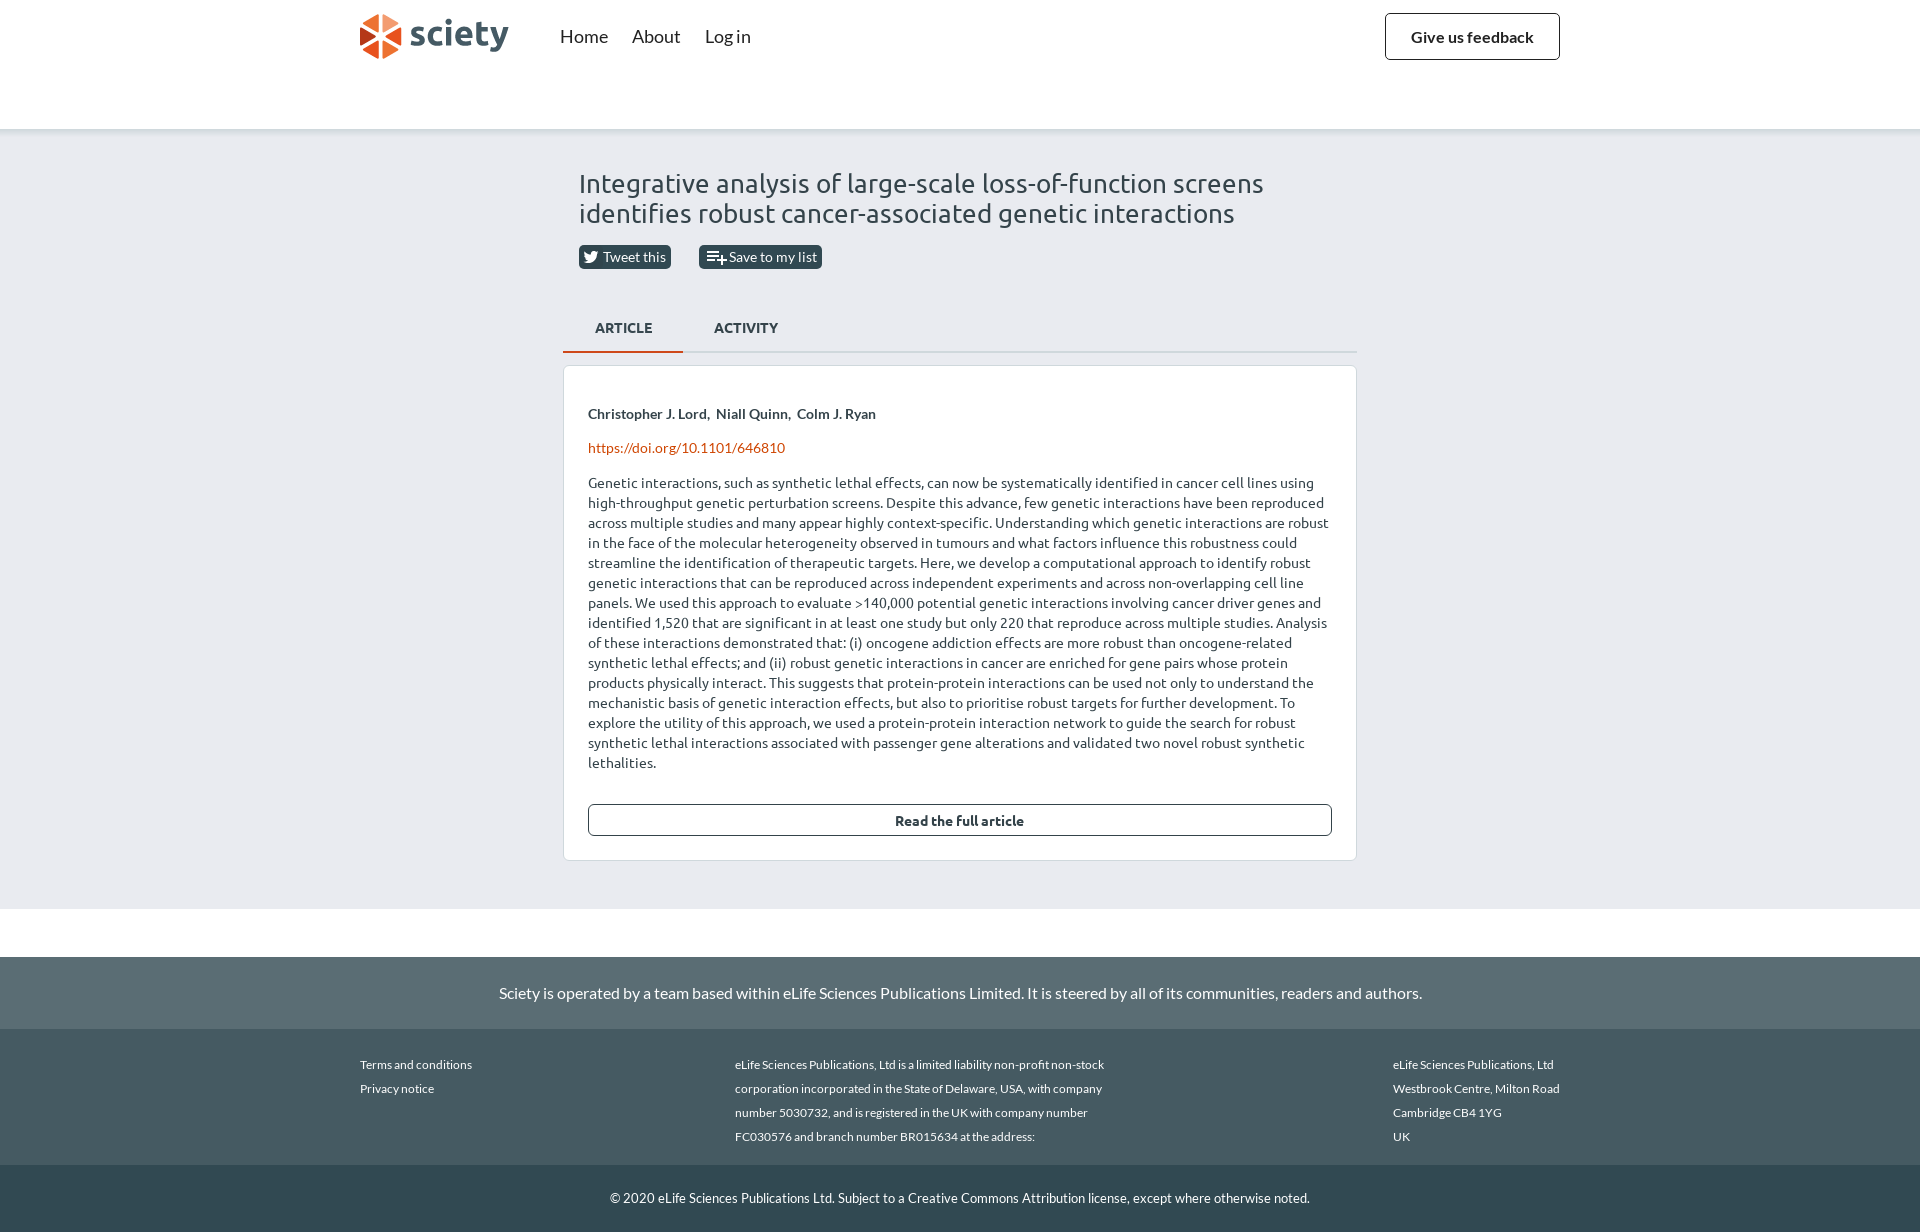 sciety
Home
About
Log in
Give us feedback
Integrative analysis of large-scale loss-of-function screens
identifies robust cancer-associated genetic interactions
Tweet this
Save to my list
ARTICLE
ACTIVITY
Christopher J. Lord, Niall Quinn, Colm J. Ryan
https://doi.org/10.1101/646810
Genetic interactions, such as synthetic lethal effects, can now be systematically identified in cancer cell lines using
high-throughput genetic perturbation screens. Despite this advance, few genetic interactions have been reproduced
across multiple studies and many appear highly context-specific. Understanding which genetic interactions are robust
in the face of the molecular heterogeneity observed in tumours and what factors influence this robustness could
streamline the identification of therapeutic targets. Here, we develop a computational approach to identify robust
genetic interactions that can be reproduced across independent experiments and across non-overlapping cell line
panels. We used this approach to evaluate >140,000 potential genetic interactions involving cancer driver genes and
identified 1,520 that are significant in at least one study but only 220 that reproduce across multiple studies. Analysis
of these interactions demonstrated that: (i) oncogene addiction effects are more robust than oncogene-related
synthetic lethal effects; and (ii) robust genetic interactions in cancer are enriched for gene pairs whose protein
products physically interact. This suggests that protein-protein interactions can be used not only to understand the
mechanistic basis of genetic interaction effects, but also to prioritise robust targets for further development. To
explore the utility of this approach, we used a protein-protein interaction network to guide the search for robust
synthetic lethal interactions associated with passenger gene alterations and validated two novel robust synthetic
lethalities.
Read the full article
Sciety is operated by a team based within eLife Sciences Publications Limited. It is steered by all of its communities, readers and authors.
Terms and conditions
Privacy notice
eLife Sciences Publications, Ltd is a limited liability non-profit non-stock
corporation incorporated in the State of Delaware, USA, with company
number 5030732, and is registered in the UK with company number
FC030576 and branch number BR015634 at the address:
eLife Sciences Publications, Ltd
Westbrook Centre, Milton Road
Cambridge CB4 1YG
UK
© 2020 eLife Sciences Publications Ltd. Subject to a Creative Commons Attribution license, except where otherwise noted.